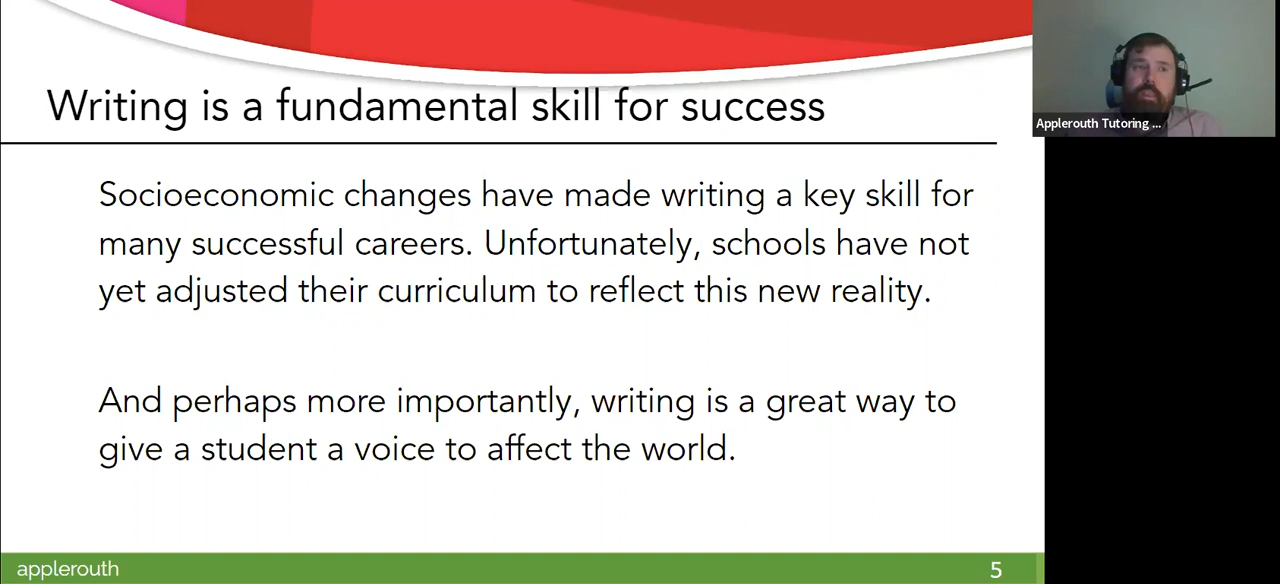 Writing is a fundamental skill for success
Socioeconomic changes have made writing a key skill for
many successful careers. Unfortunately, schools have not
yet adjusted their curriculum to reflect this new reality.
And perhaps more importantly, writing is a great way to
give a student a voice to affect the world.
applerouth
5
Applerouth Tutoring ...